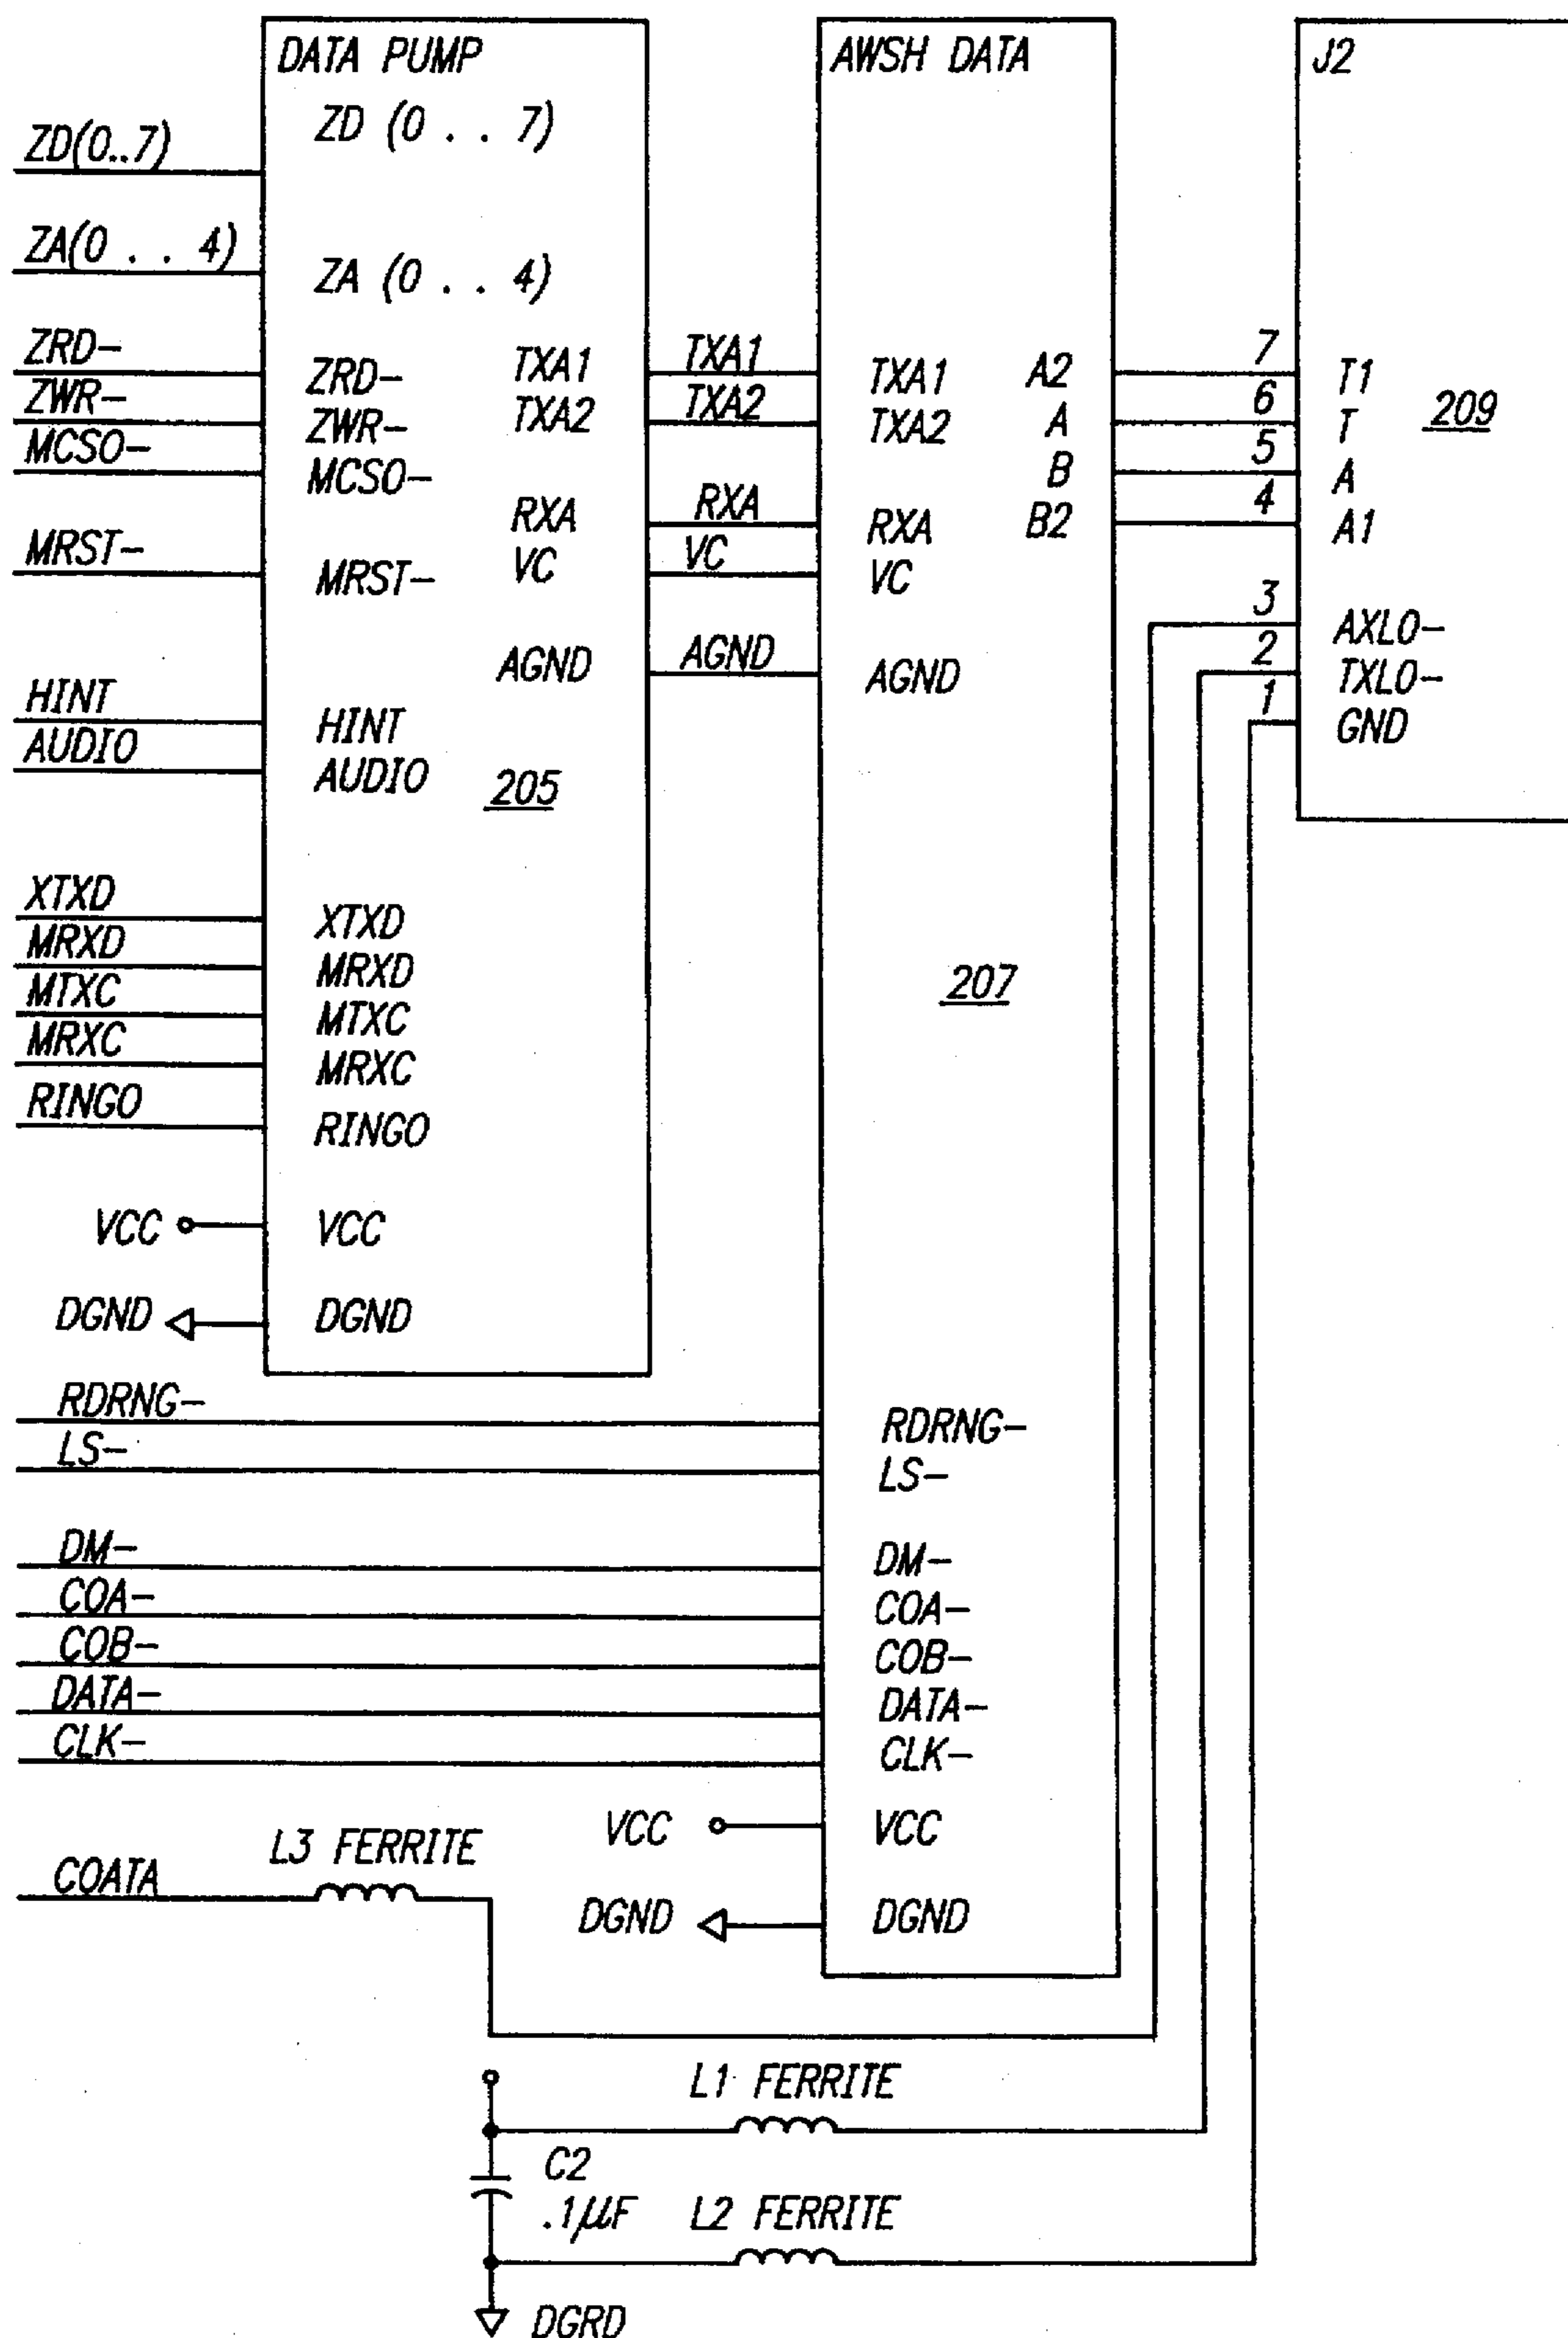 DATA PUMP
AWSH DATA
J2
ZD(0..7)
ZD (0 . . 7)
ZA(0 . . 4)
ZA (0 . . 4)
ZRD-
ZRD-
TXA1
TXA1
TXA1
A2
7
T1
ZWR-
ZWR-
TXA2
TXA2
TXA2
A
6
T
209
MCSO-
MCSO-
B
5
A
RXA
RXA
RXA
B2
4
A1
MRST-
MRST-
VC
VC
VC
3
AXLO-
AGND
AGND
AGND
2
TXLO-
HINT
HINT
1
GND
AUDIO
AUDIO
205
XTXD
XTXD
MRXD
MRXD
207
MTXC
MTXC
MRXC
MRXC
RINGO
RINGO
VCC
VCC
DGND
DGND
RDRNG-
RDRNG-
LS-
LS-
DM-
DM-
COA-
COA-
COB-
COB-
DATA-
DATA-
CLK-
CLK-
VCC
VCC
L3 FERRITE
COATA
DGND
DGND
L1 FERRITE
C2
.1μF
L2 FERRITE
DGRD